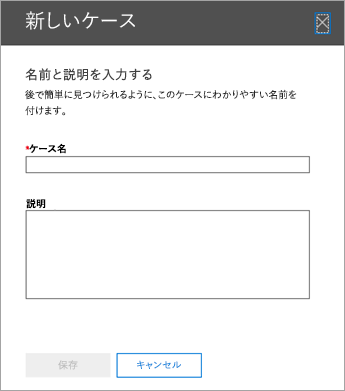 新しいケース
名前と説明を入力する
後で簡単に見つけられるように、このケースにわかりやすい名前を
付けます。
*ケース名
説明
保存
キャンセル